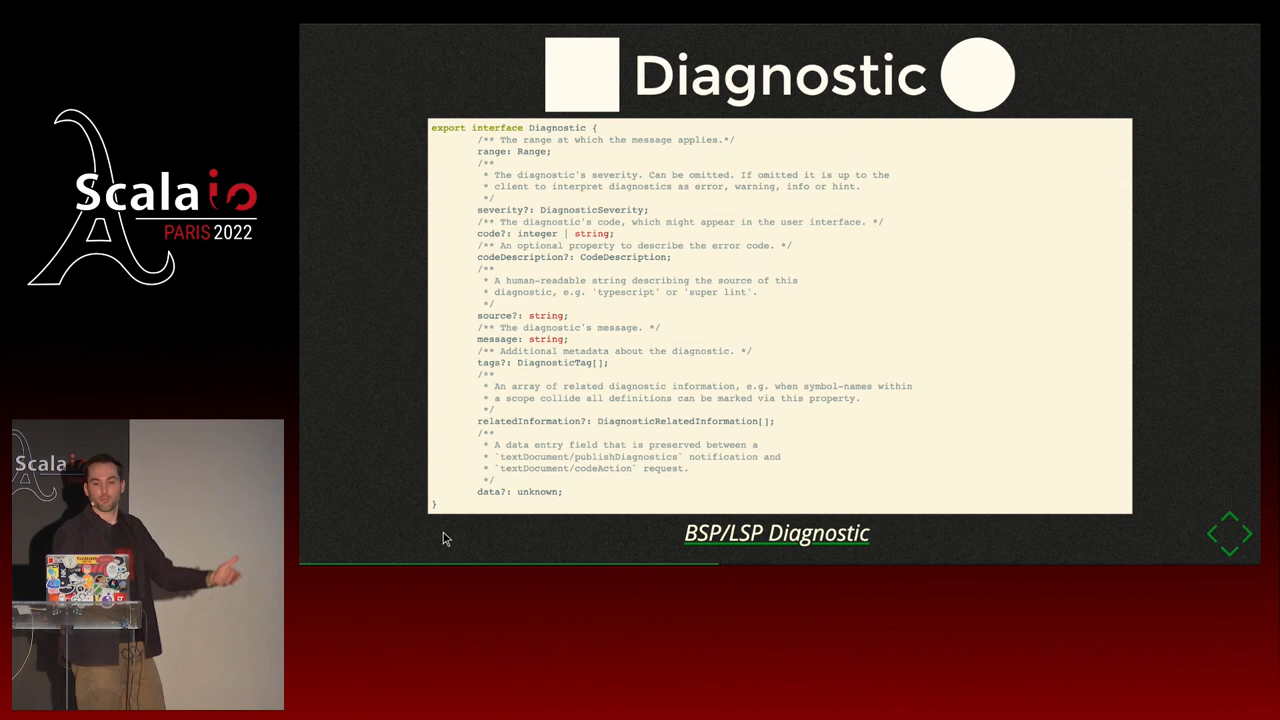 Scalaio
PARIS 2022
Diagnostic
export interface Diagnostic {
/** The range at which the message applies.*/
range: Range;
/**
* The diagnostic's severity. Can be omitted. If omitted it is up to the
* client to interpret diagnostics as error, warning, info or hint.
*/
severity?: DiagnosticSeverity;
/** The diagnostic's code, which might appear in the user interface. */
code?: integer | string;
/** An optional property to describe the error code. */
codeDescription?: CodeDescription;
/**
* A human-readable string describing the source of this
* diagnostic, e.g. 'typescript' or 'super lint'.
*/
source?: string;
/** The diagnostic's message. */
message: string;
/** Additional metadata about the diagnostic. */
tags?: DiagnosticTag[];
/**
* An array of related diagnostic information, e.g. when symbol-names within
* a scope collide all definitions can be marked via this property.
*/
relatedInformation?: DiagnosticRelatedInformation[];
/**
* A data entry field that is preserved between a
* `textDocument/publishDiagnostics` notification and
* `textDocument/codeAction` request.
*/
data?: unknown;
}
BSP/LSP Diagnostic
Scalaio